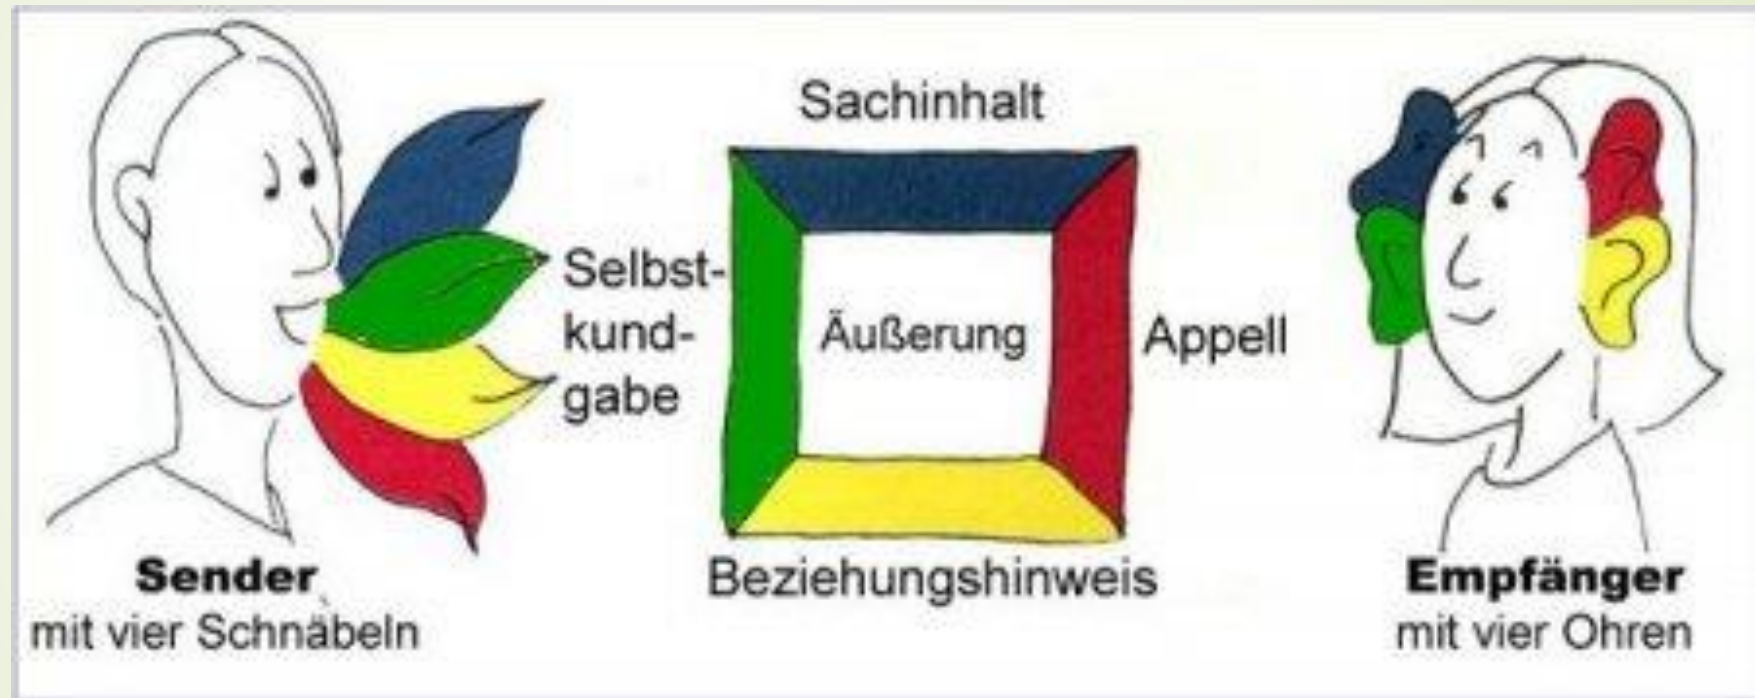 Sachinhalt
Selbst-
kund-
gabe
Äußerung
Appell
Beziehungshinweis
Sender
mit vier Schnäbeln
Empfänger
mit vier Ohren